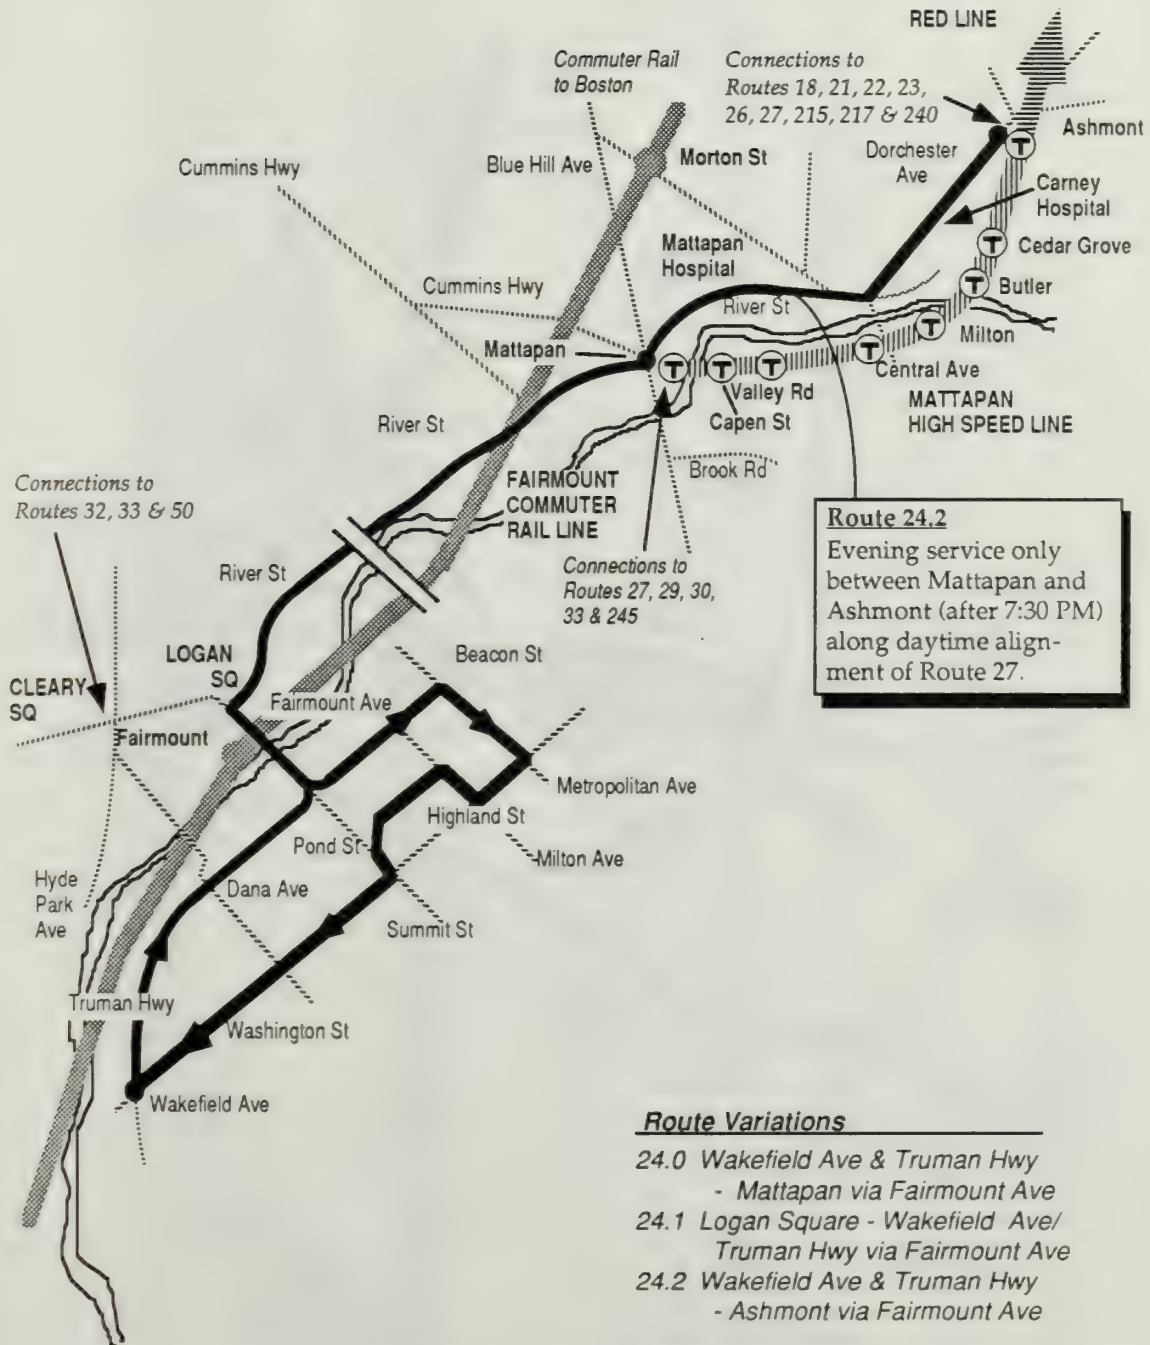 RED LINE
Commuter Rail
to Boston
Connections to
Routes 18, 21, 22, 23,
26, 27, 215, 217 & 240
Ashmont
T
Cummins Hwy
Blue Hill Ave
Morton St
Dorchester
Ave
Carney
Hospital
Mattapan
Hospital
T
Cedar Grove
Cummins Hwy
River St
T
Butler
Mattapan
T
Milton
T
T
T
T
Central Ave
Valley Rd
Capen St
MATTAPAN
HIGH SPEED LINE
River St
Brook Rd
Connections to
Routes 32, 33 & 50
FAIRMOUNT
COMMUTER
RAIL LINE
Route 24.2
Evening service only
between Mattapan and
Ashmont (after 7:30 PM)
along daytime align-
ment of Route 27.
Connections to
Routes 27, 29, 30,
33 & 245
River St
LOGAN
SQ
Beacon St
CLEARY
SQ
Fairmount Ave
Fairmount
Metropolitan Ave
Highland St
Pond St
Milton Ave
Hyde
Park
Ave
Dana Ave
Summit St
Truman Hwy
Washington St
Wakefield Ave
Route Variations
24.0 Wakefield Ave & Truman Hwy
- Mattapan via Fairmount Ave
24.1 Logan Square - Wakefield Ave/
Truman Hwy via Fairmount Ave
24.2 Wakefield Ave & Truman Hwy
- Ashmont via Fairmount Ave